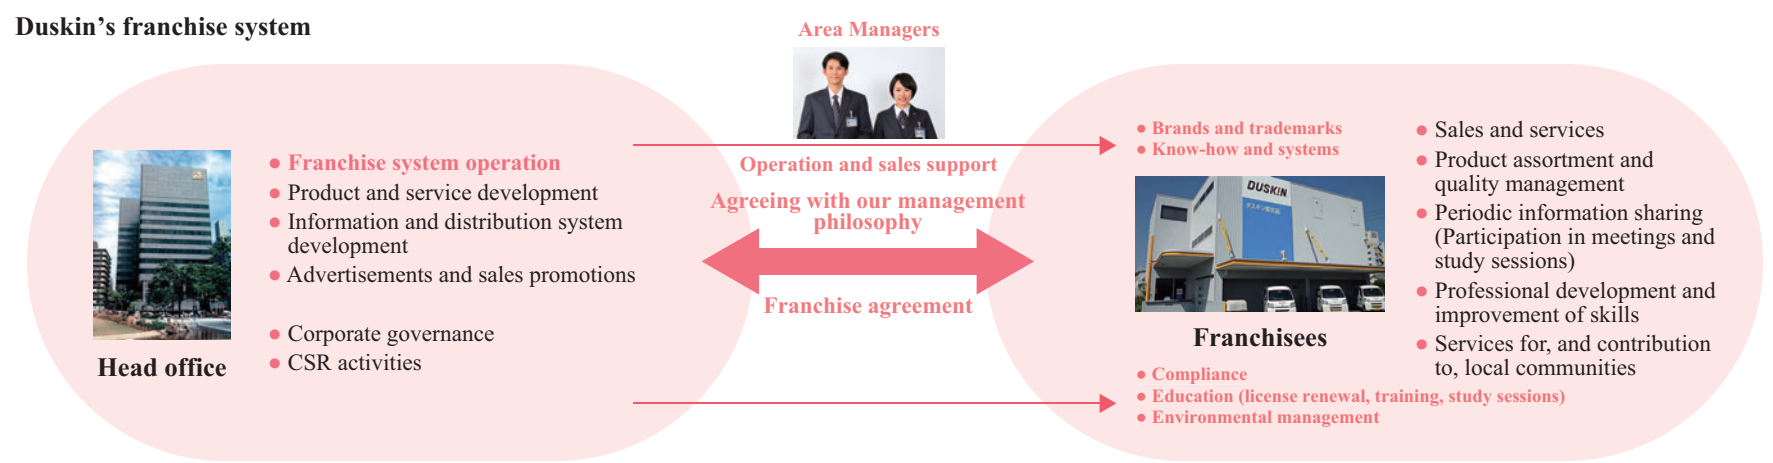 Duskin's franchise system
Area Managers
● Franchise system operation
● Product and service development
● Information and distribution system
development
● Advertisements and sales promotions
● Corporate governance
● CSR activities
Head office
Operation and sales support
Agreeing with our management
philosophy
Franchise agreement
● Brands and trademarks
● Know-how and systems
DUSKIN
Franchisees
● Compliance
● Education (license renewal, training, study sessions)
● Environmental management
● Sales and services
● Product assortment and
quality management
● Periodic information sharing
(Participation in meetings and
study sessions)
● Professional development and
improvement of skills
● Services for, and contribution
to, local communities